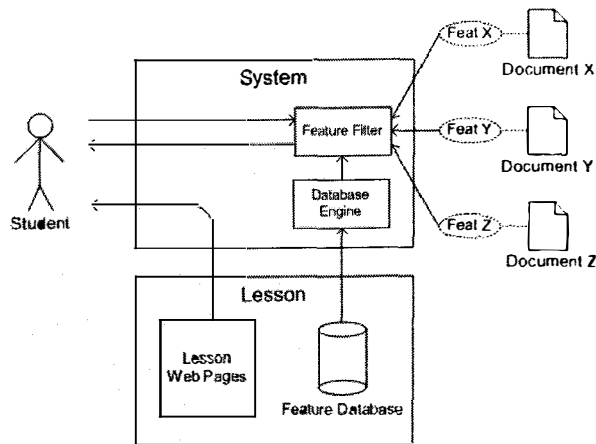 Feat X
Document X
System
Feature Filter
Feat Y
Document Y
Database
Engine
Student
Feat Z
Document Z
Lesson
Lesson
Web Pages
Feature Database